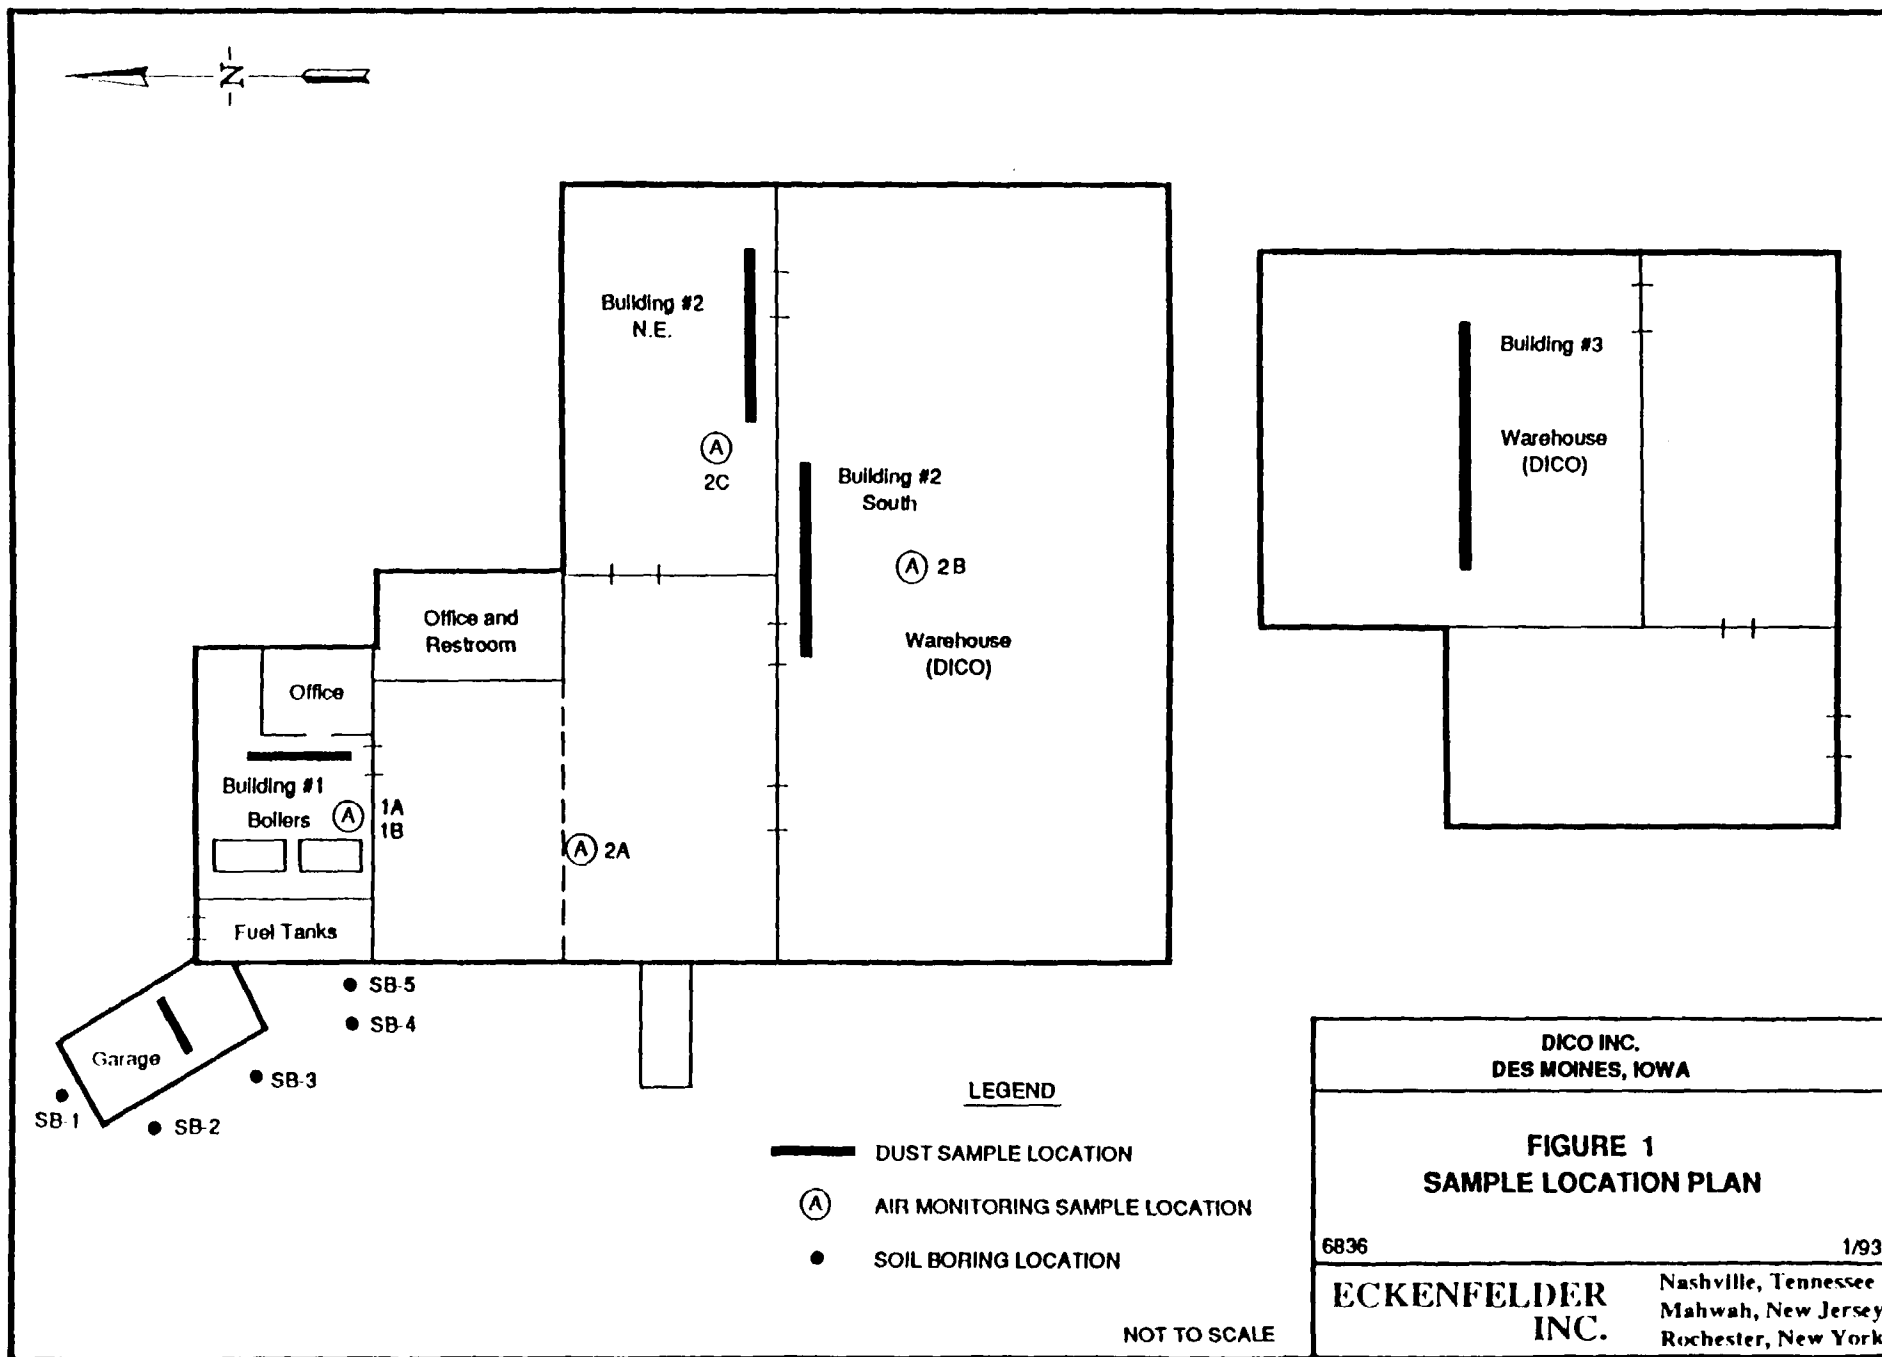 N
Building #2
N.E.
A
2C
Building #2
South
A 2B
Warehouse
(DICO)
Building #3
Warehouse
(DICO)
Office and
Restroom
Office
Building #1
Boilers
A
1A
1B
A 2A
Fuel Tanks
Garage
SB-5
SB-4
SB-3
SB-1
SB-2
LEGEND
DUST SAMPLE LOCATION
A AIR MONITORING SAMPLE LOCATION
SOIL BORING LOCATION
NOT TO SCALE
DICO INC.
DES MOINES, IOWA
FIGURE 1
SAMPLE LOCATION PLAN
6836 1/93
ECKENFELDER
INC.
Nashville, Tennessee
Mahwah, New Jersey
Rochester, New York